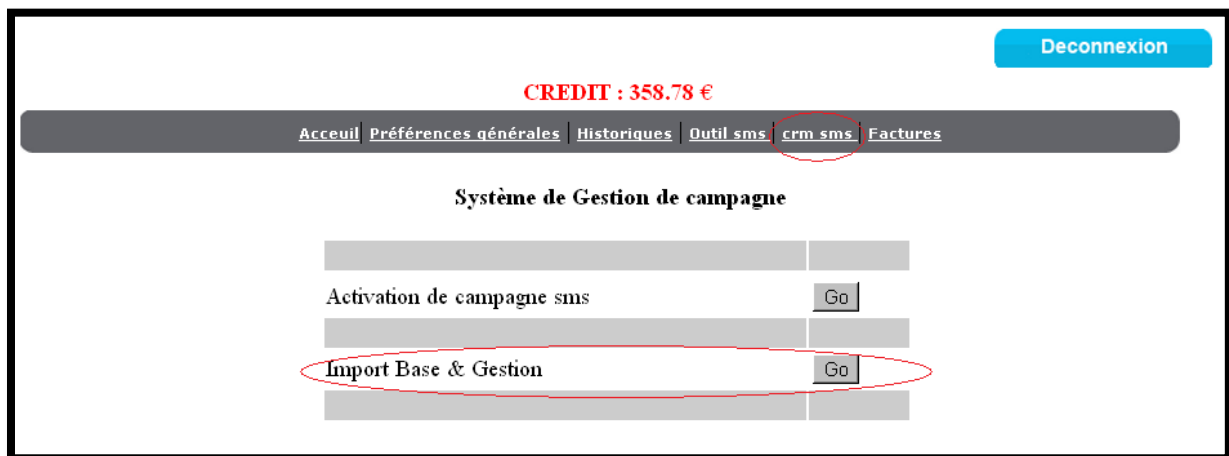 Deconnexion
CREDIT : 358.78 €
Acceuil Préférences générales Historiques Outil sms crm sms Factures
Système de Gestion de campagne
Activation de campagne sms Go
Import Base & Gestion Go